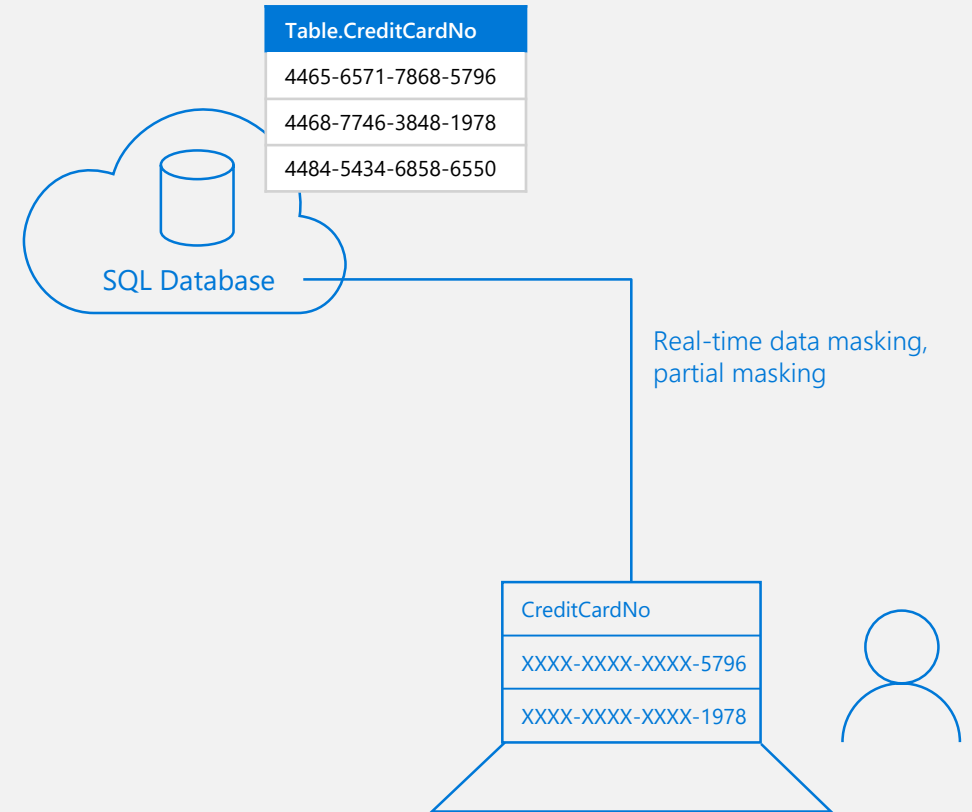 Table.CreditCardNo
4465-6571-7868-5796
4468-7746-3848-1978
4484-5434-6858-6550
SQL Database
Real-time data masking,
partial masking
CreditCardNo
XXXX-XXXX-XXXX-5796
XXXX-XXXX-XXXX-1978